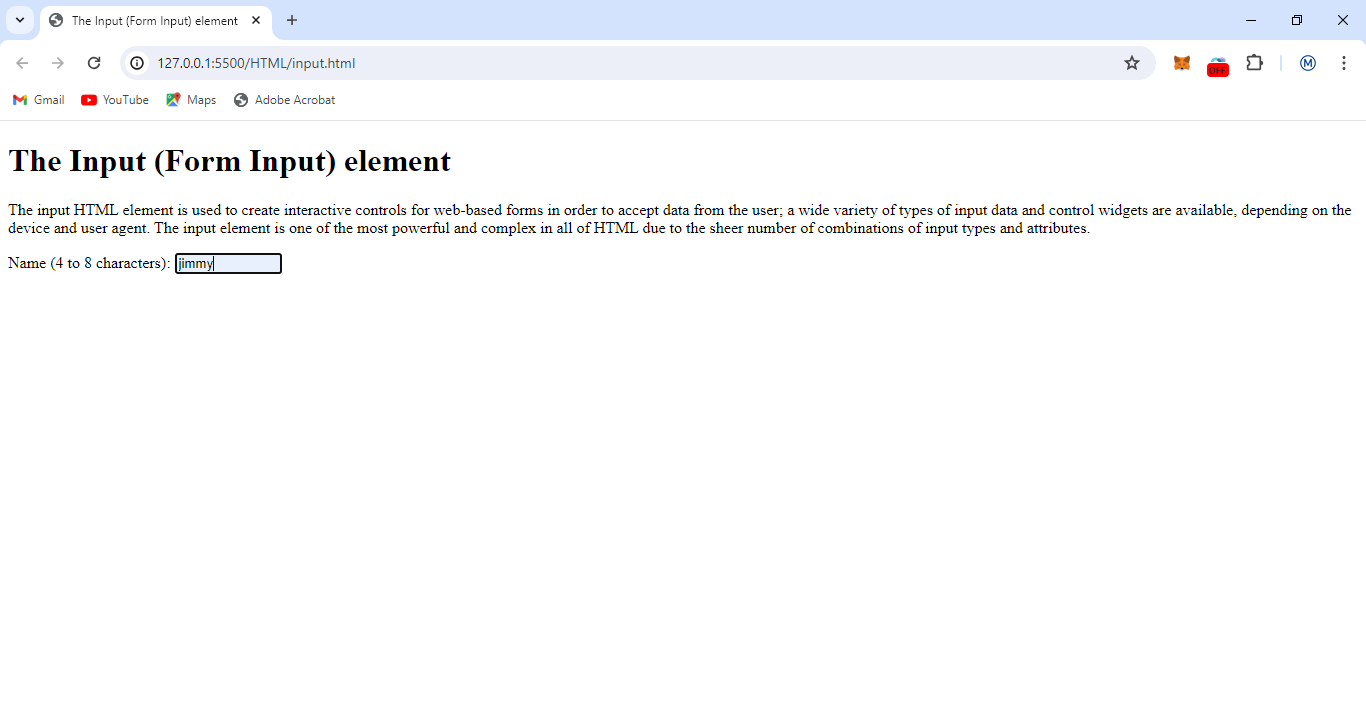 The Input (Form Input) element
127.0.0.1:5500/HTML/input.html
OFF
M
Gmail
YouTube
Maps
Adobe Acrobat
The Input (Form Input) element
The input HTML element is used to create interactive controls for web-based forms in order to accept data from the user; a wide variety of types of input data and control widgets are available, depending on the
device and user agent. The input element is one of the most powerful and complex in all of HTML due to the sheer number of combinations of input types and attributes.
Name (4 to 8 characters): jimmy